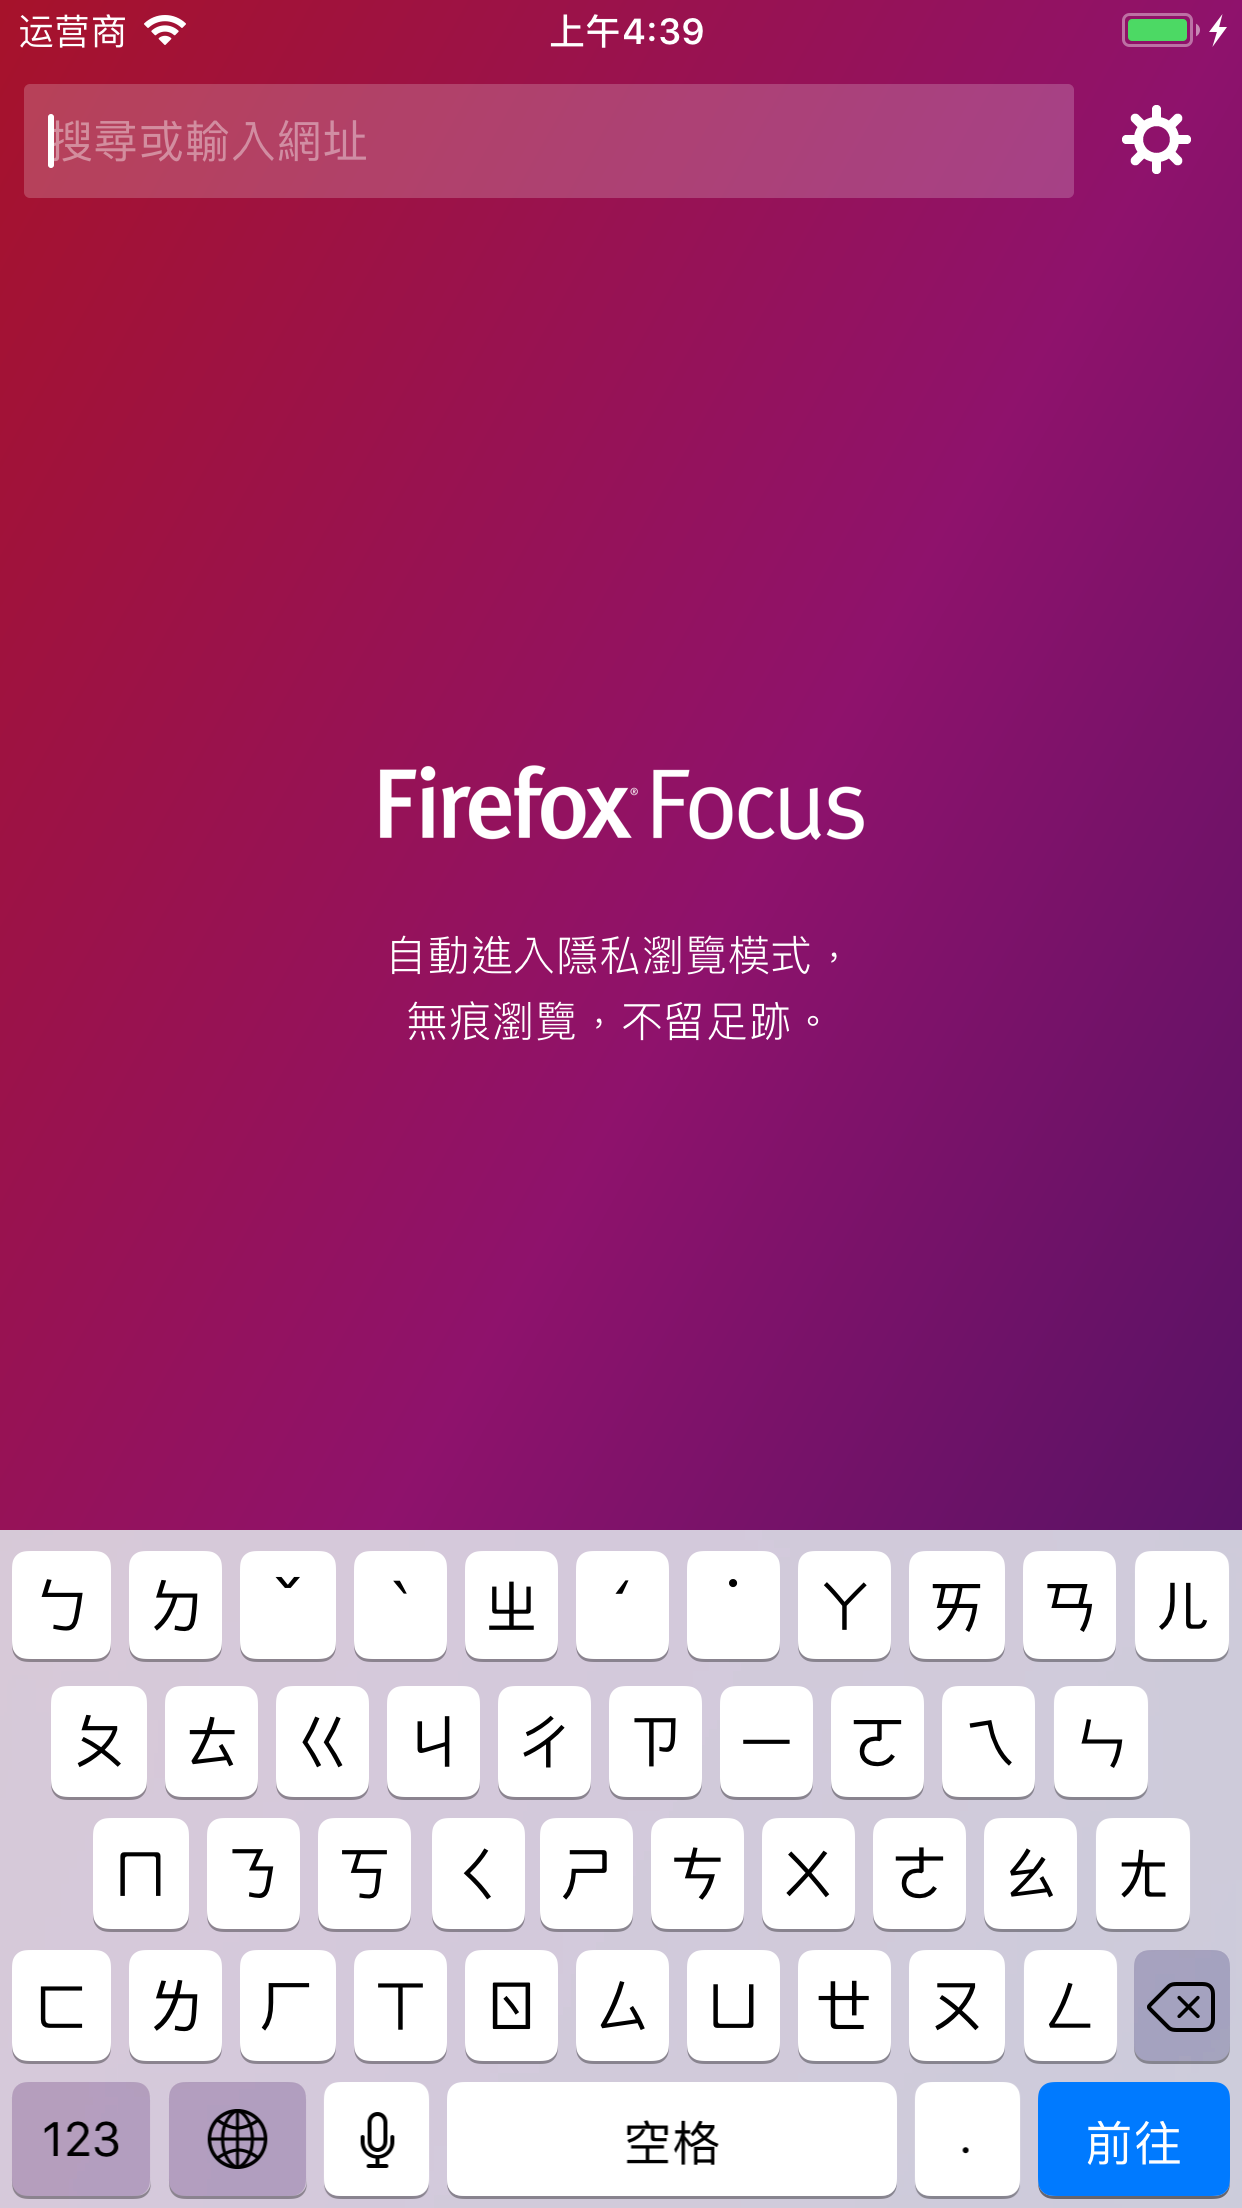 运营商 上午4:39
搜尋或輸入網址
Firefox® Focus
自動進入隱私瀏覽模式，
無痕瀏覽，不留足跡。
ㄅ ㄉ ˇ ˋ ㄓ ˊ ˙ ㄚ ㄞ ㄢ ㄦ
ㄆ ㄊ ㄍ ㄐ ㄔ ㄗ ㄧ ㄛ ㄟ ㄣ
ㄇ ㄋ ㄎ ㄑ ㄕ ㄘ ㄨ ㄜ ㄠ ㄤ
ㄈ ㄌ ㄏ ㄒ ㄖ ㄙ ㄩ ㄝ ㄡ ㄥ
123 空格 . 前往